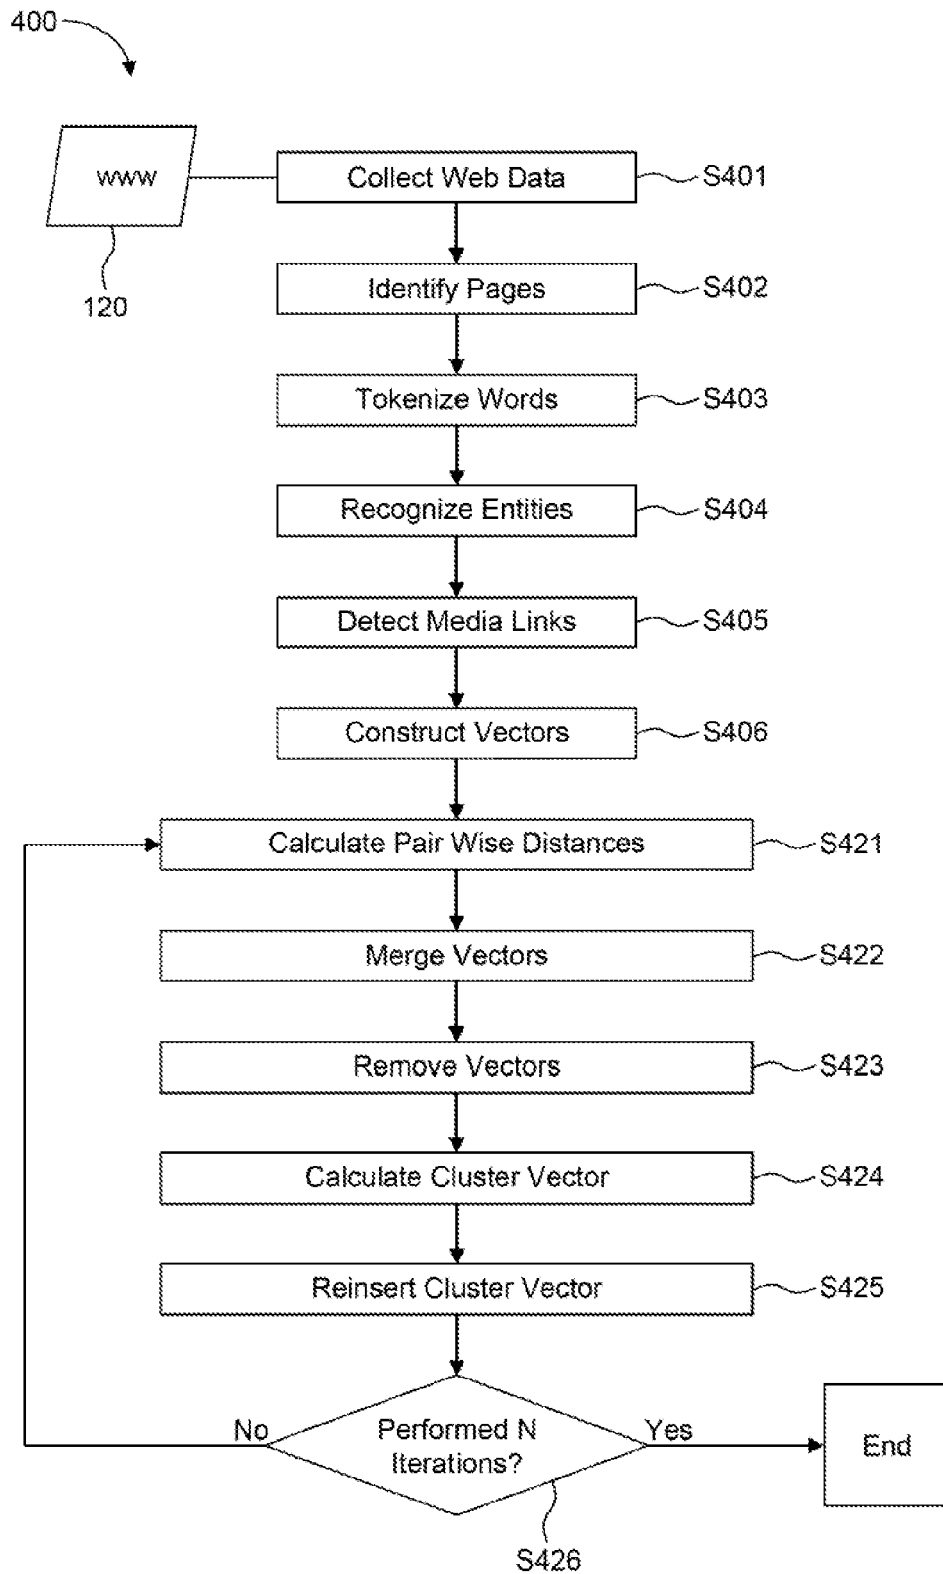 400
www
Collect Web Data
S401
120
Identify Pages
S402
Tokenize Words
S403
Recognize Entities
S404
Detect Media Links
S405
Construct Vectors
S406
Calculate Pair Wise Distances
S421
Merge Vectors
S422
Remove Vectors
S423
Calculate Cluster Vector
S424
Reinsert Cluster Vector
S425
No
Performed N
Iterations?
Yes
End
S426